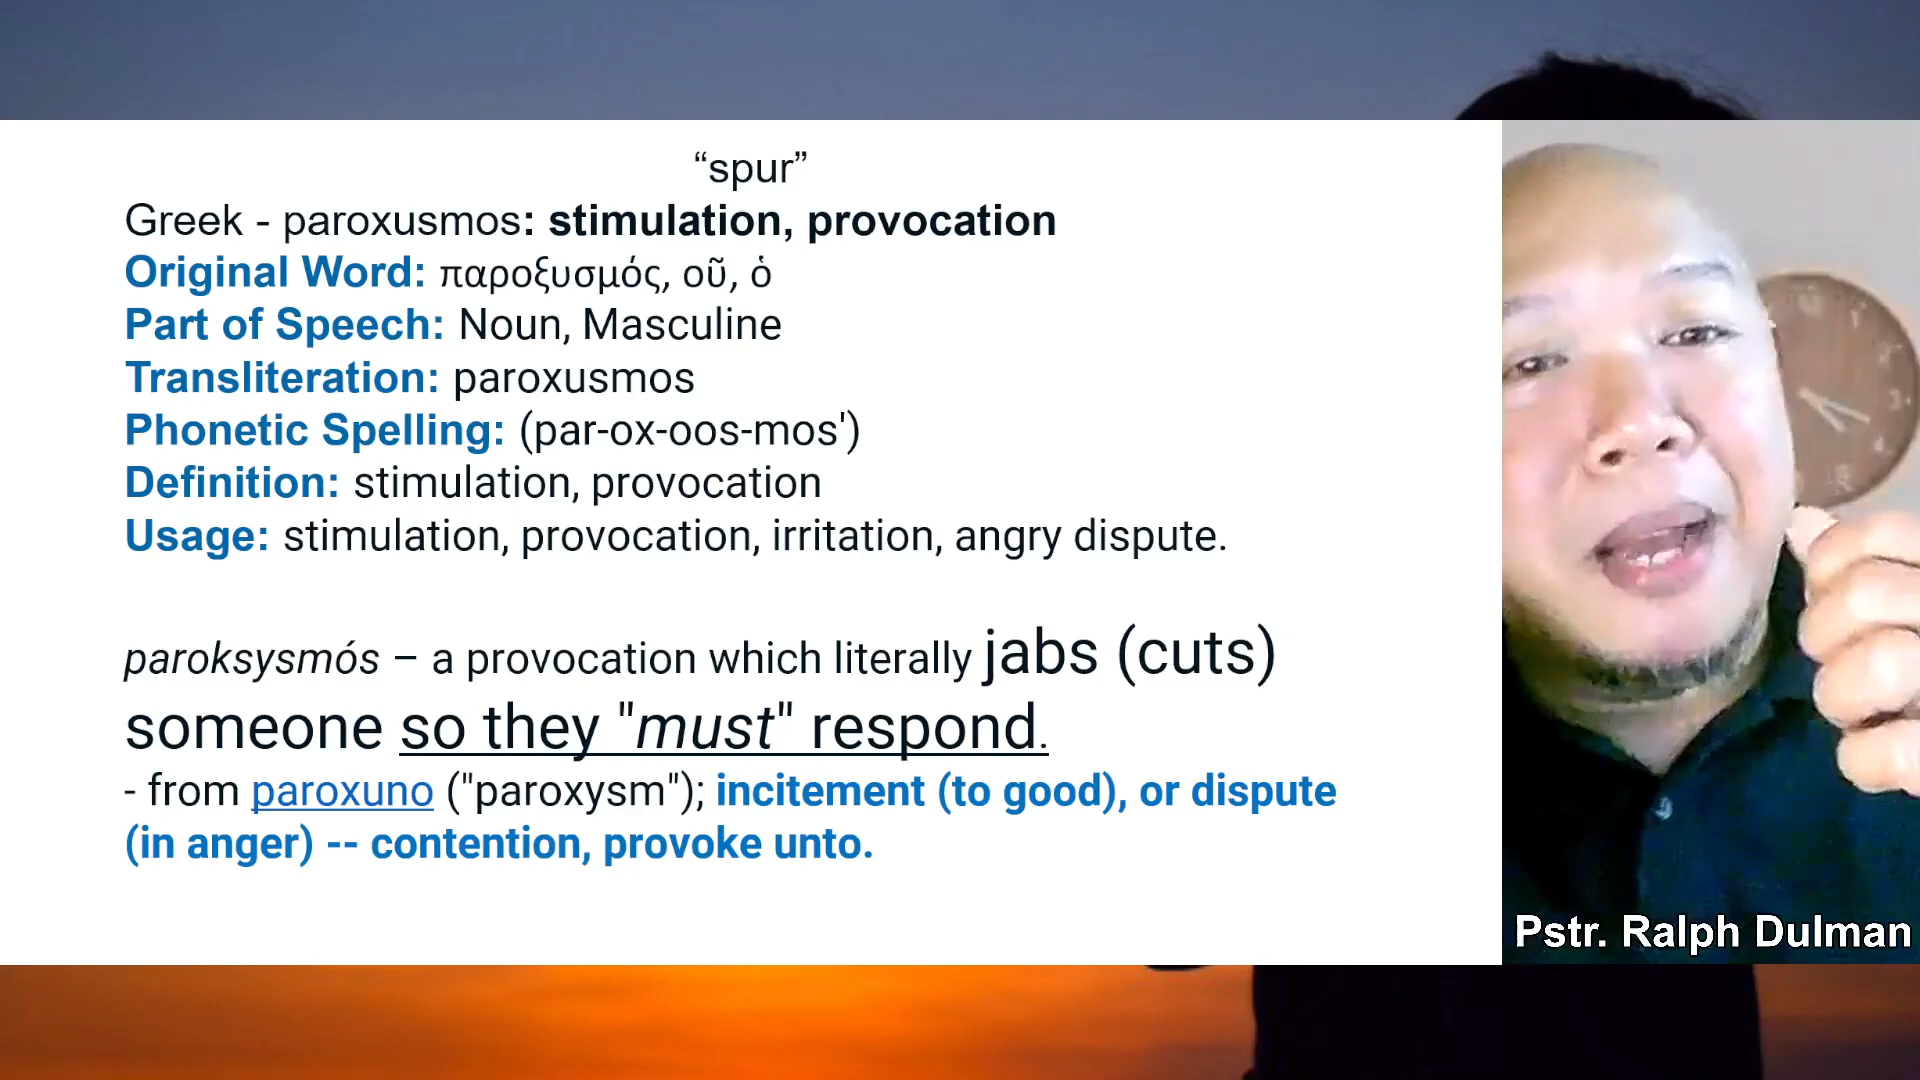 “spur”
Greek - paroxusmos: stimulation, provocation
Original Word: παροξυσμός, οῦ, ὁ
Part of Speech: Noun, Masculine
Transliteration: paroxusmos
Phonetic Spelling: (par-ox-oos-mos')
Definition: stimulation, provocation
Usage: stimulation, provocation, irritation, angry dispute.
paroksysmós – a provocation which literally jabs (cuts)
someone so they "must" respond.
- from paroxuno ("paroxysm"); incitement (to good), or dispute
(in anger) -- contention, provoke unto.
Pstr. Ralph Dulman